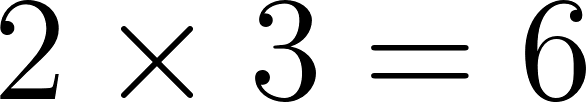 2 × 3 = 6